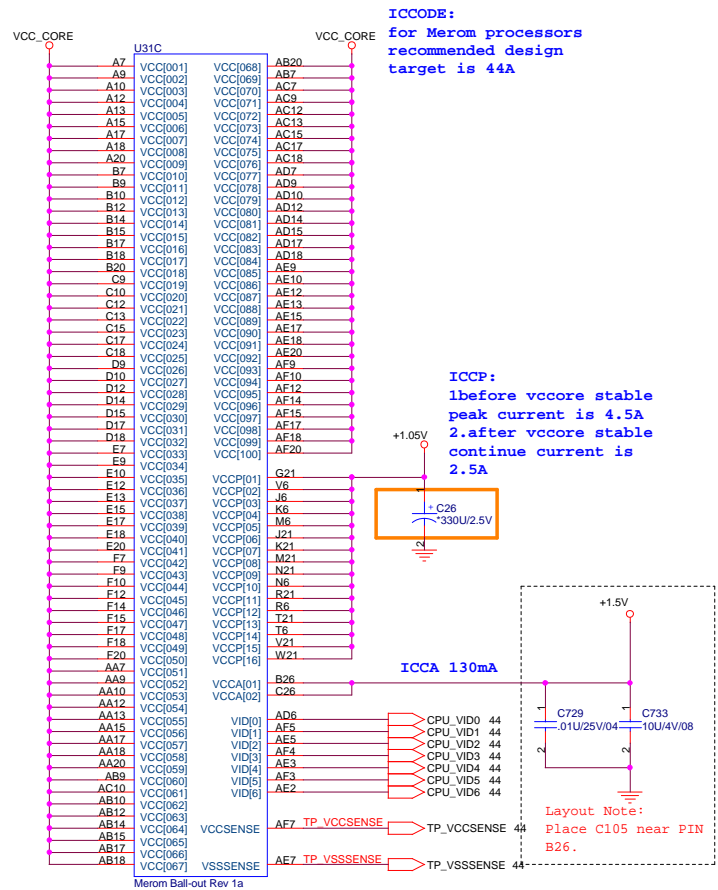 ICCODE:
for Merom processors
recommended design
target is 44A
VCC_CORE
U31C
VCC_CORE
A7 VCC[001] VCC[068] AB20
A9 VCC[002] VCC[069] AB7
A10 VCC[003] VCC[070] AC7
A12 VCC[004] VCC[071] AC9
A13 VCC[005] VCC[072] AC12
A15 VCC[006] VCC[073] AC13
A17 VCC[007] VCC[074] AC15
A18 VCC[008] VCC[075] AC17
A20 VCC[009] VCC[076] AC18
B7 VCC[010] VCC[077] AD7
B9 VCC[011] VCC[078] AD9
B10 VCC[012] VCC[079] AD10
B12 VCC[013] VCC[080] AD12
B14 VCC[014] VCC[081] AD14
B15 VCC[015] VCC[082] AD15
B17 VCC[016] VCC[083] AD17
B18 VCC[017] VCC[084] AD18
B20 VCC[018] VCC[085] AE9
C9 VCC[019] VCC[086] AE10
C10 VCC[020] VCC[087] AE12
C12 VCC[021] VCC[088] AE13
C13 VCC[022] VCC[089] AE15
C15 VCC[023] VCC[090] AE17
C17 VCC[024] VCC[091] AE18
C18 VCC[025] VCC[092] AE20
D9 VCC[026] VCC[093] AF9
D10 VCC[027] VCC[094] AF10
D12 VCC[028] VCC[095] AF12
D14 VCC[029] VCC[096] AF14
D15 VCC[030] VCC[097] AF15
D17 VCC[031] VCC[098] AF17
D18 VCC[032] VCC[099] AF18
E7 VCC[033] VCC[100] AF20
E9 VCC[034]
E10 VCC[035] VCCP[01] G21
E12 VCC[036] VCCP[02] V6
E13 VCC[037] VCCP[03] J6
E15 VCC[038] VCCP[04] K6
E17 VCC[039] VCCP[05] M6
E18 VCC[040] VCCP[06] J21
E20 VCC[041] VCCP[07] K21
F7 VCC[042] VCCP[08] M21
F9 VCC[043] VCCP[09] N21
F10 VCC[044] VCCP[10] N6
F12 VCC[045] VCCP[11] R21
F14 VCC[046] VCCP[12] R6
F15 VCC[047] VCCP[13] T21
F17 VCC[048] VCCP[14] T6
F18 VCC[049] VCCP[15] V21
F20 VCC[050] VCCP[16] W21
AA7 VCC[051]
AA9 VCC[052] VCCA[01] B26
AA10 VCC[053] VCCA[02] C26
AA12 VCC[054]
AA13 VCC[055] VID[0] AD6 CPU_VID0 44
AA15 VCC[056] VID[1] AF5 CPU_VID1 44
AA17 VCC[057] VID[2] AE5 CPU_VID2 44
AA18 VCC[058] VID[3] AF4 CPU_VID3 44
AA20 VCC[059] VID[4] AE3 CPU_VID4 44
AB9 VCC[060] VID[5] AF3 CPU_VID5 44
AC10 VCC[061] VID[6] AE2 CPU_VID6 44
AB10 VCC[062]
AB12 VCC[063]
AB14 VCC[064] VCCSENSE AF7 TP_VCCSENSE TP_VCCSENSE 44
AB15 VCC[065]
AB17 VCC[066]
AB18 VCC[067] VSSSENSE AE7 TP_VSSSENSE TP_VSSSENSE 44
Merom Ball-out Rev 1a
ICCP:
1before vccore stable
peak current is 4.5A
2.after vccore stable
continue current is
2.5A
+1.05V
1
+
C26
*330U/2.5V
2
ICCA 130mA
+1.5V
1
C729
.01U/25V/04
2
1
C733
10U/4V/08
2
Layout Note:
Place C105 near PIN
B26.